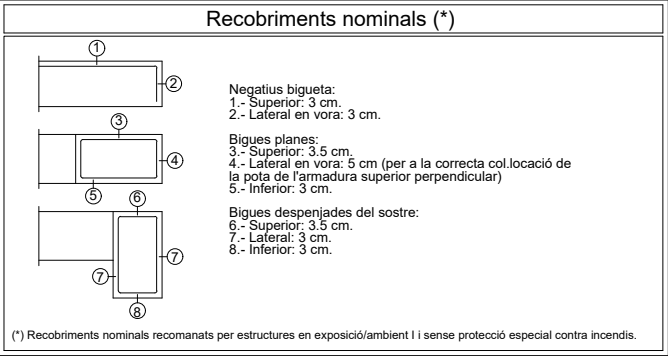 Recobriments nominals (*)
1
2
3
4
5
6
7
7
8
Negatius bigueta:
1.- Superior: 3 cm.
2.- Lateral en vora: 3 cm.
Bigues planes:
3.- Superior: 3.5 cm.
4.- Lateral en vora: 5 cm (per a la correcta col.locació de
la pota de l'armadura superior perpendicular)
5.- Inferior: 3 cm.
Bigues despenjades del sostre:
6.- Superior: 3.5 cm.
7.- Lateral: 3 cm.
8.- Inferior: 3 cm.
(*) Recobriments nominals recomanats per estructures en exposició/ambient I i sense protecció especial contra incendis.